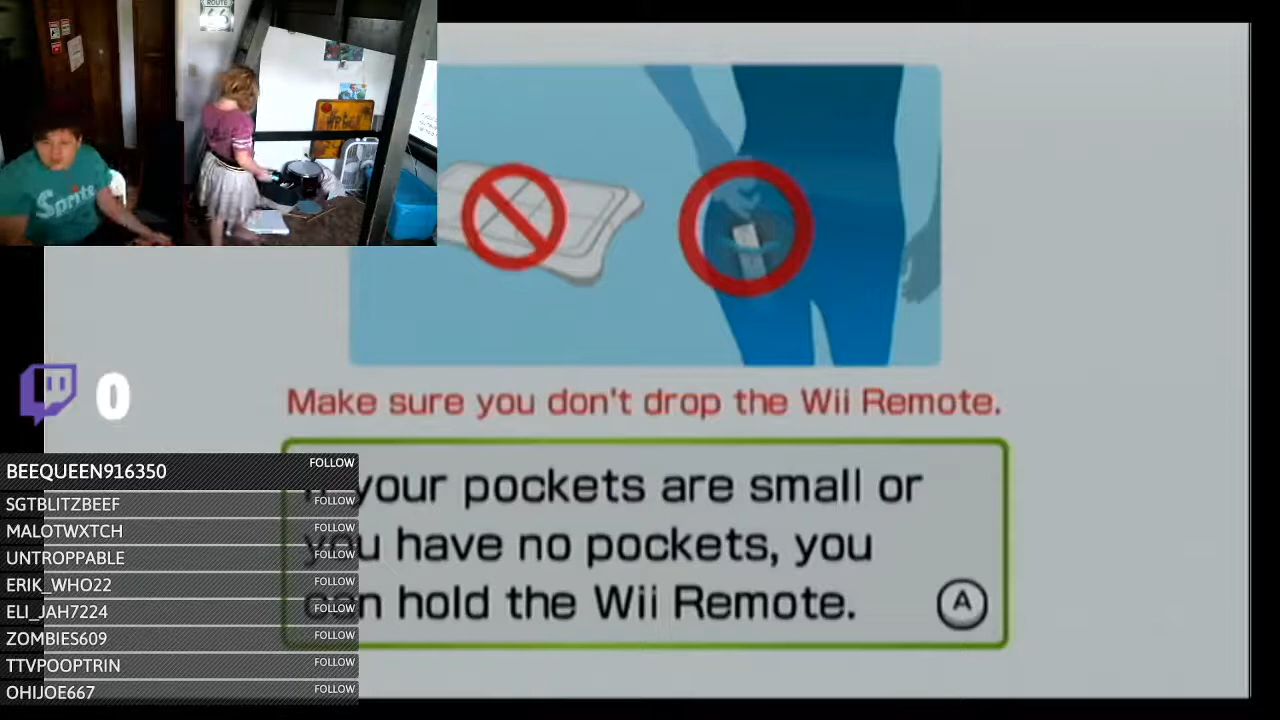 ROUTE
66
Sprite
Make sure you don't drop the Wii Remote.
your pockets are small or
you have no pockets, you
can hold the Wii Remote.
A
0
BEEQUEEN916350 FOLLOW
SGTBLITZBEEF FOLLOW
MALOTWXTCH FOLLOW
UNTROPPABLE FOLLOW
ERIK_WHO22 FOLLOW
ELI_JAH7224 FOLLOW
ZOMBIES609 FOLLOW
TTVPOOPTRIN FOLLOW
OHIJOE667 FOLLOW